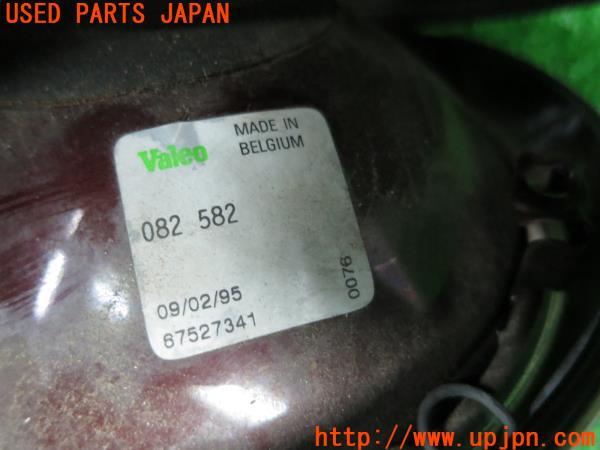 USED PARTS JAPAN
Valeo
MADE IN
BELGIUM
082 582
09/02/95
67527341
0076
http://www.upjpn.com